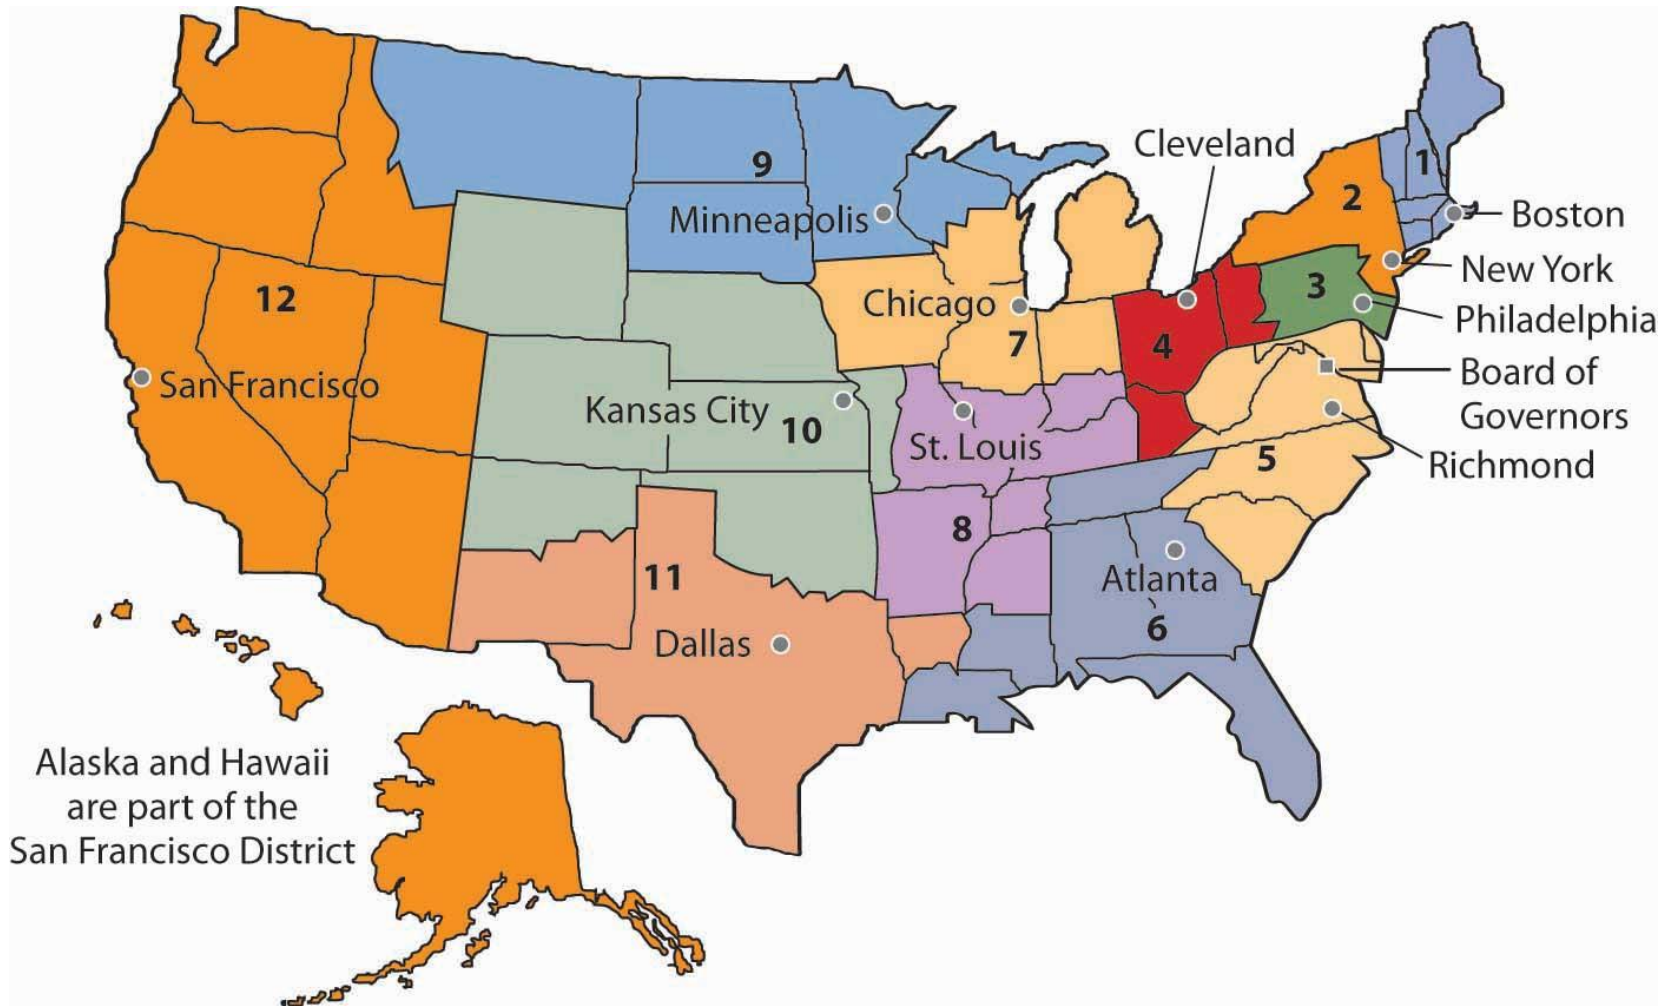 Cleveland
1
9
2
Minneapolis
Boston
New York
12
3
Chicago
Philadelphia
7
4
San Francisco
Board of
Governors
Kansas City
10
St. Louis
5
Richmond
8
11
Atlanta
6
Dallas
Alaska and Hawaii
are part of the
San Francisco District